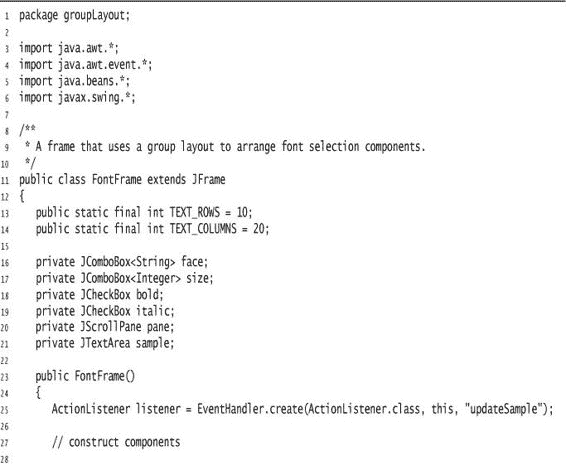 1 package groupLayout;
2
3 import java.awt.*;
4 import java.awt.event.*;
5 import java.beans.*;
6 import javax.swing.*;
7
8 /**
9  * A frame that uses a group layout to arrange font selection components.
10  */
11 public class FontFrame extends JFrame
12 {
13    public static final int TEXT_ROWS = 10;
14    public static final int TEXT_COLUMNS = 20;
15
16    private JComboBox<String> face;
17    private JComboBox<Integer> size;
18    private JCheckBox bold;
19    private JCheckBox italic;
20    private JScrollPane pane;
21    private JTextArea sample;
22
23    public FontFrame()
24    {
25       ActionListener listener = EventHandler.create(ActionListener.class, this, "updateSample");
26
27       // construct components
28